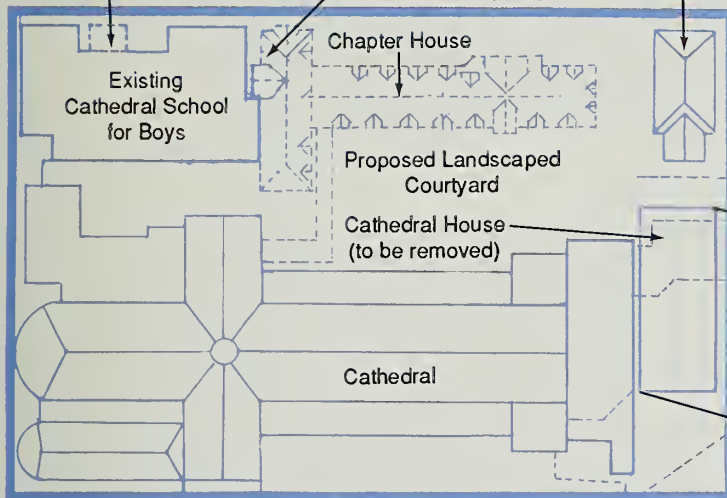 Chapter House
Existing
Cathedral School
for Boys
Proposed Landscaped
Courtyard
Cathedral House
(to be removed)
Cathedral